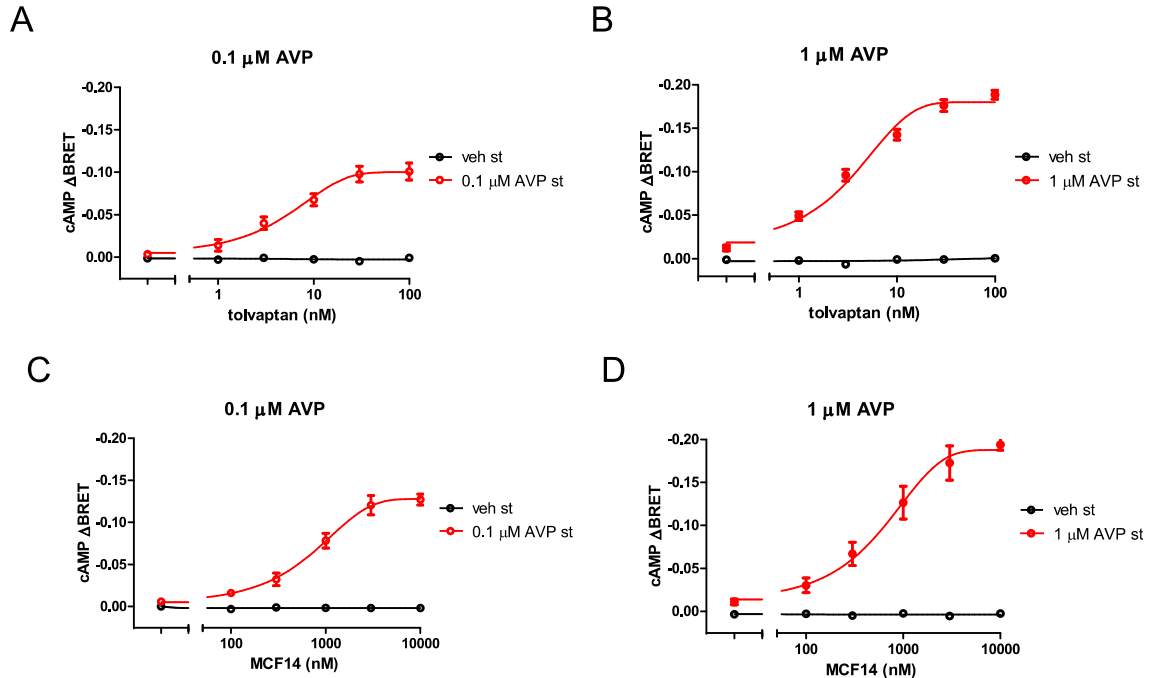 A
0.1 μM AVP
cAMP ΔBRET
-0.20
-0.15
-0.10
-0.05
0.00
1
10
100
tolvaptan (nM)
veh st
0.1 μM AVP st
B
1 μM AVP
cAMP ΔBRET
-0.20
-0.15
-0.10
-0.05
0.00
1
10
100
tolvaptan (nM)
veh st
1 μM AVP st
C
0.1 μM AVP
cAMP ΔBRET
-0.20
-0.15
-0.10
-0.05
0.00
100
1000
10000
MCF14 (nM)
veh st
0.1 μM AVP st
D
1 μM AVP
cAMP ΔBRET
-0.20
-0.15
-0.10
-0.05
0.00
100
1000
10000
MCF14 (nM)
veh st
1 μM AVP st